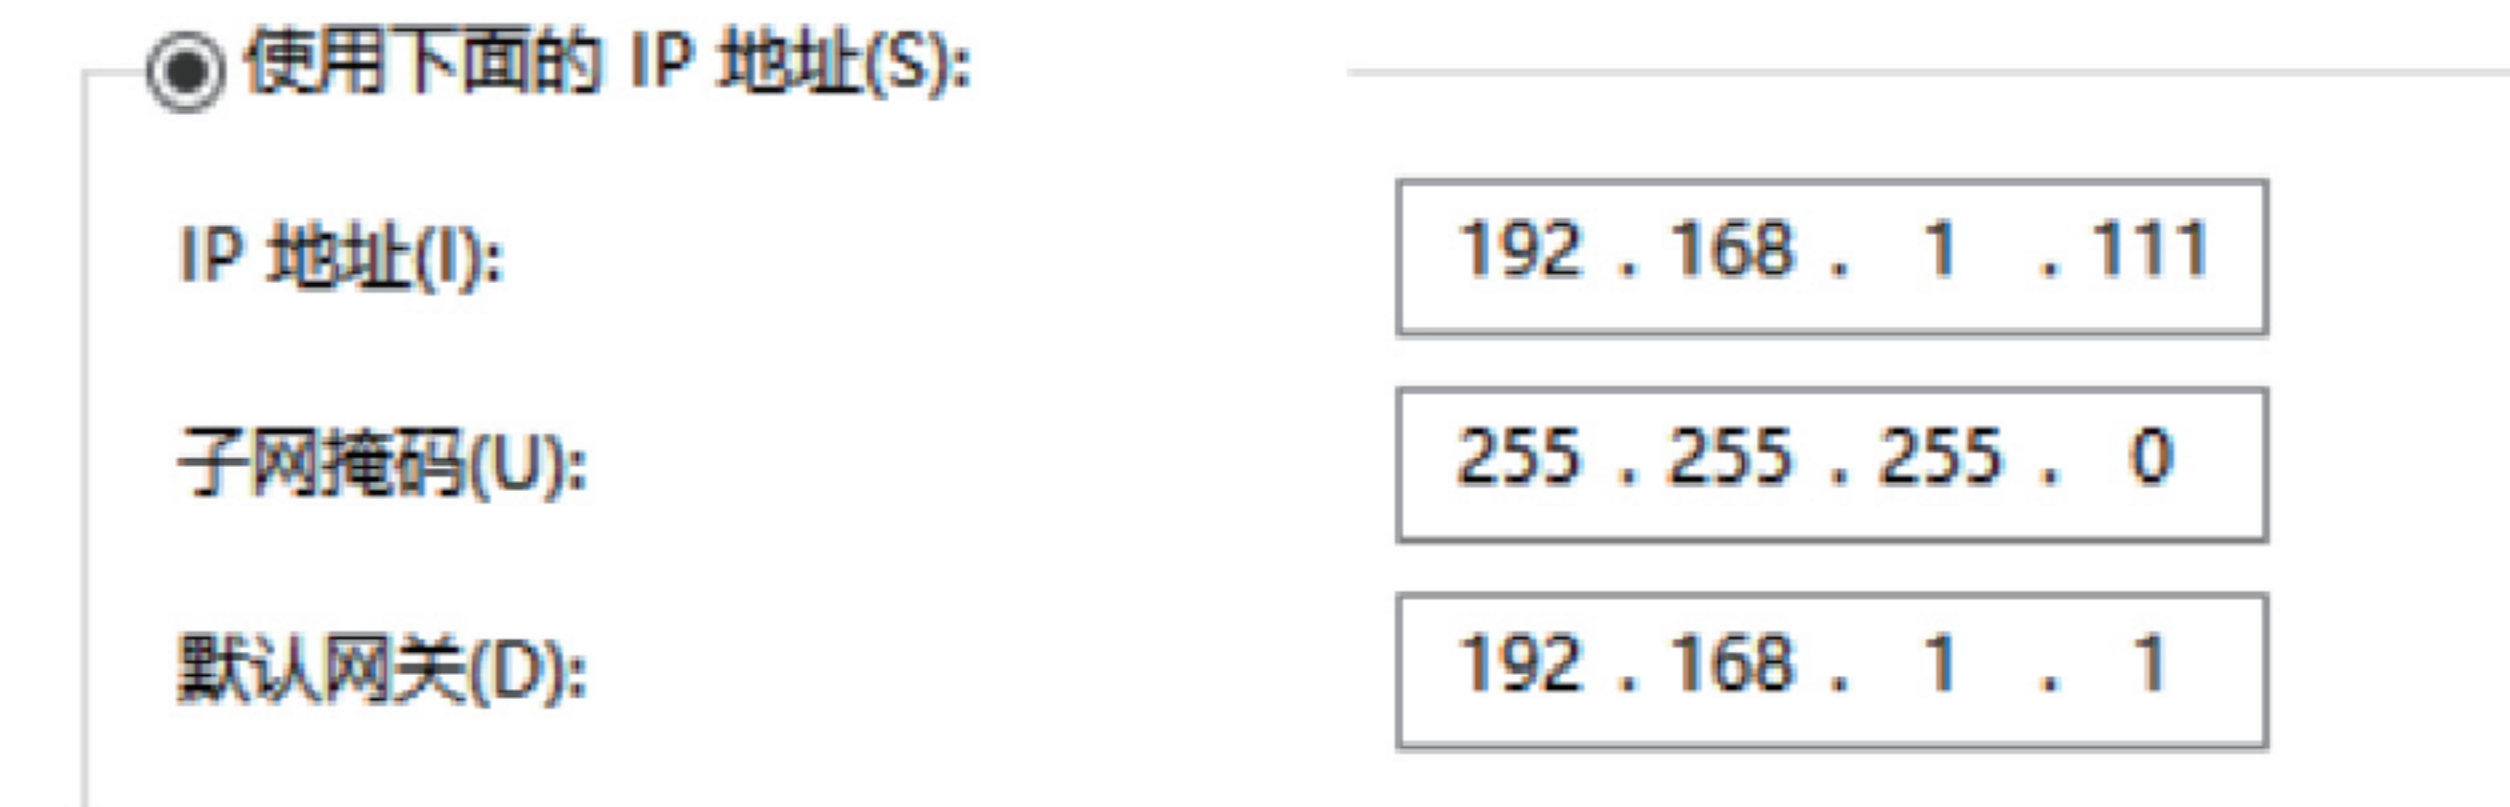 使用下面的 IP 地址(S):
IP 地址(I): 192 . 168 . 1 . 111
子网掩码(U): 255 . 255 . 255 . 0
默认网关(D): 192 . 168 . 1 . 1